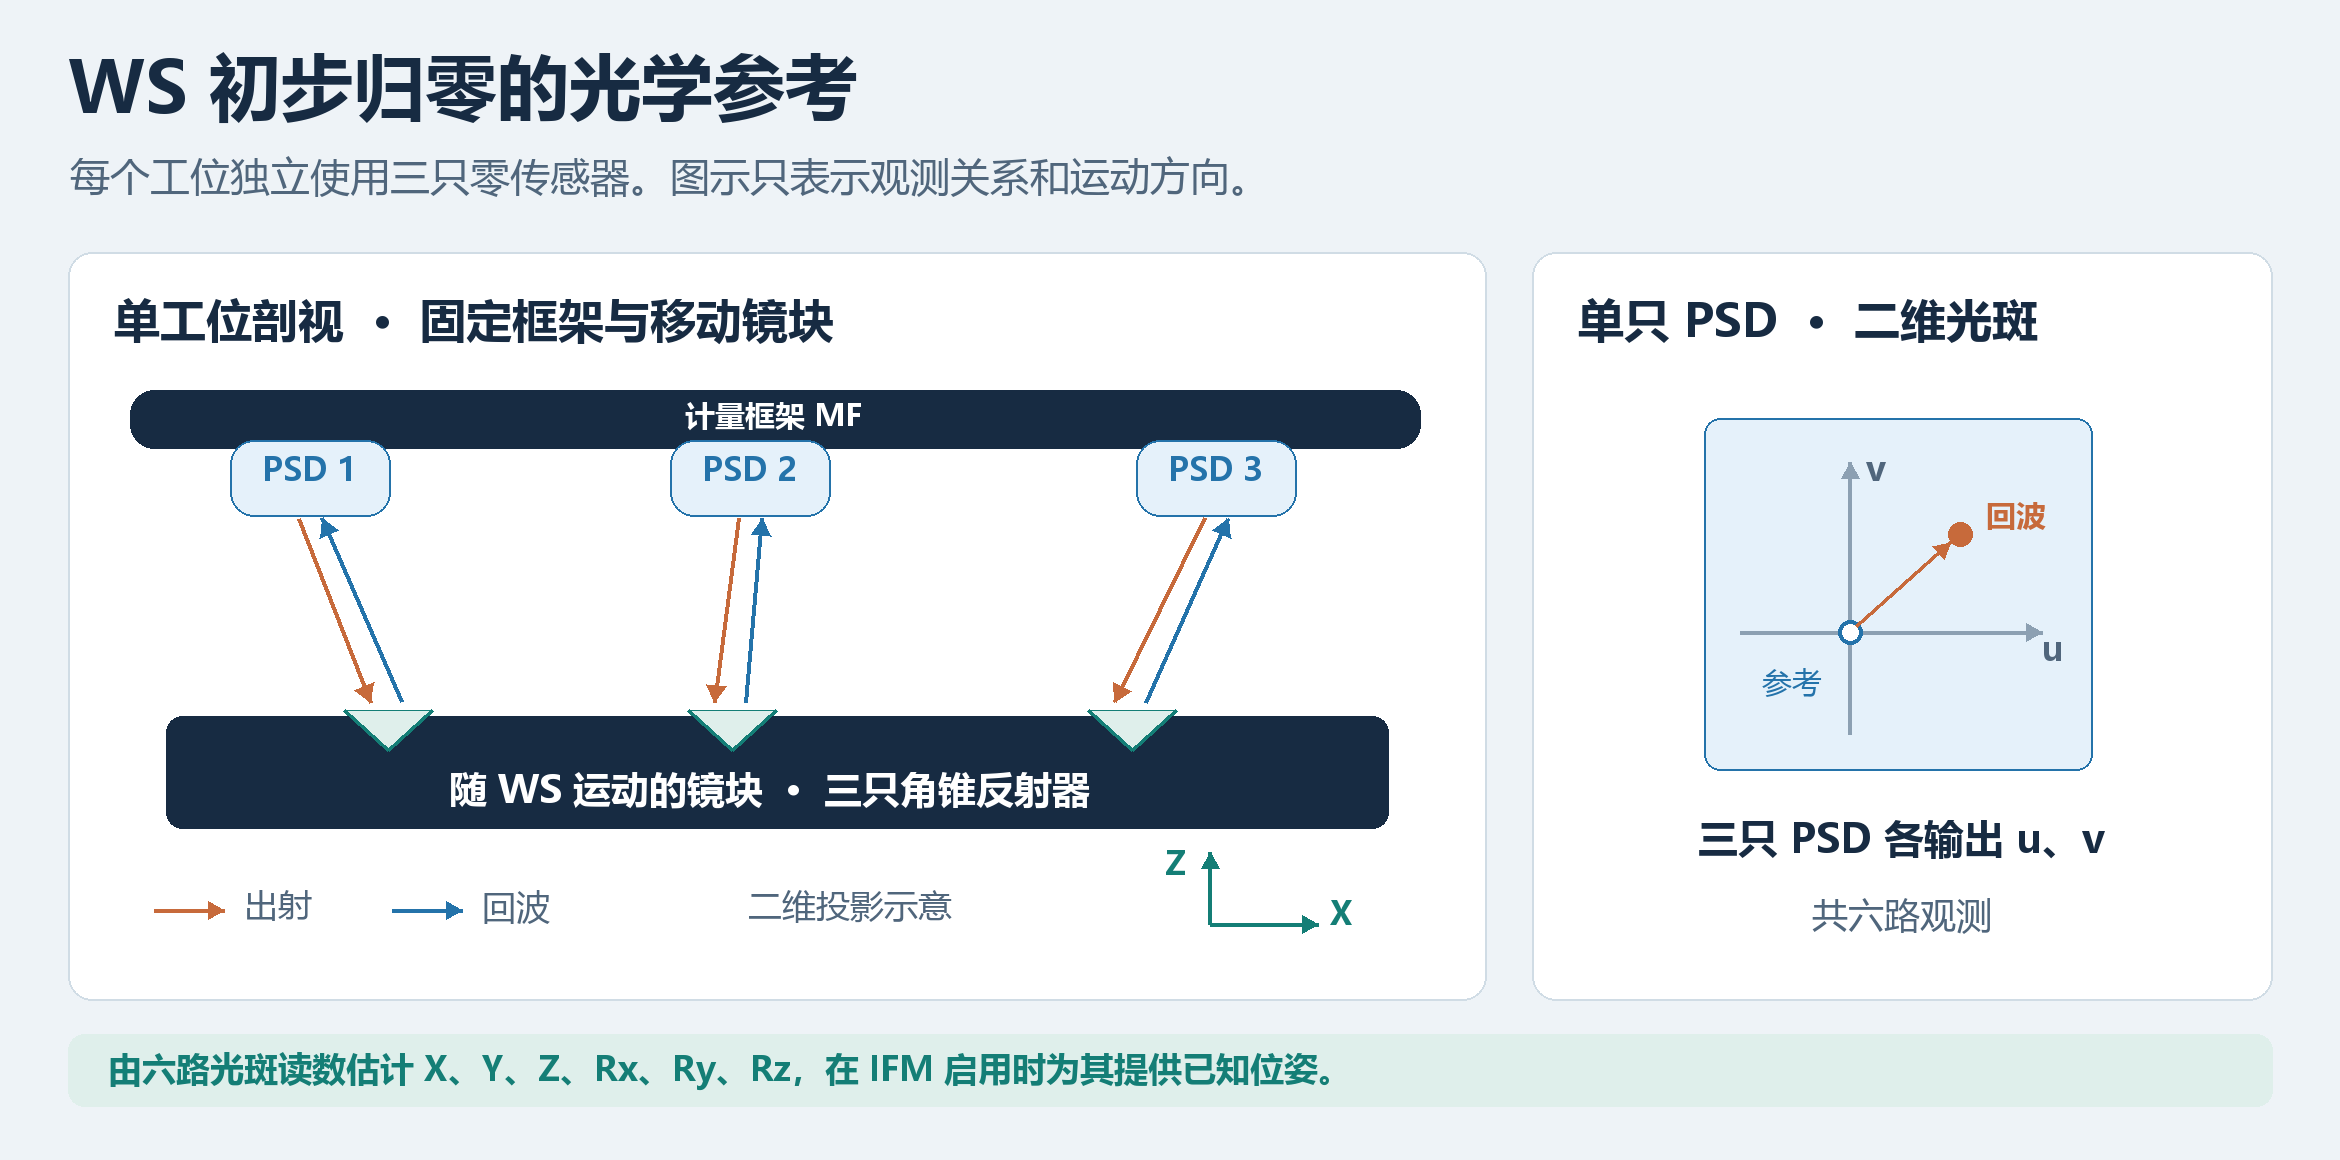 WS 初步归零的光学参考
每个工位独立使用三只零传感器。图示只表示观测关系和运动方向。
单工位剖视 • 固定框架与移动镜块
计量框架 MF
PSD 1
PSD 2
PSD 3
随 WS 运动的镜块 • 三只角锥反射器
出射
回波
二维投影示意
Z
X
单只 PSD • 二维光斑
v
回波
u
参考
三只 PSD 各输出 u、v
共六路观测
由六路光斑读数估计 X、Y、Z、Rx、Ry、Rz，在 IFM 启用时为其提供已知位姿。